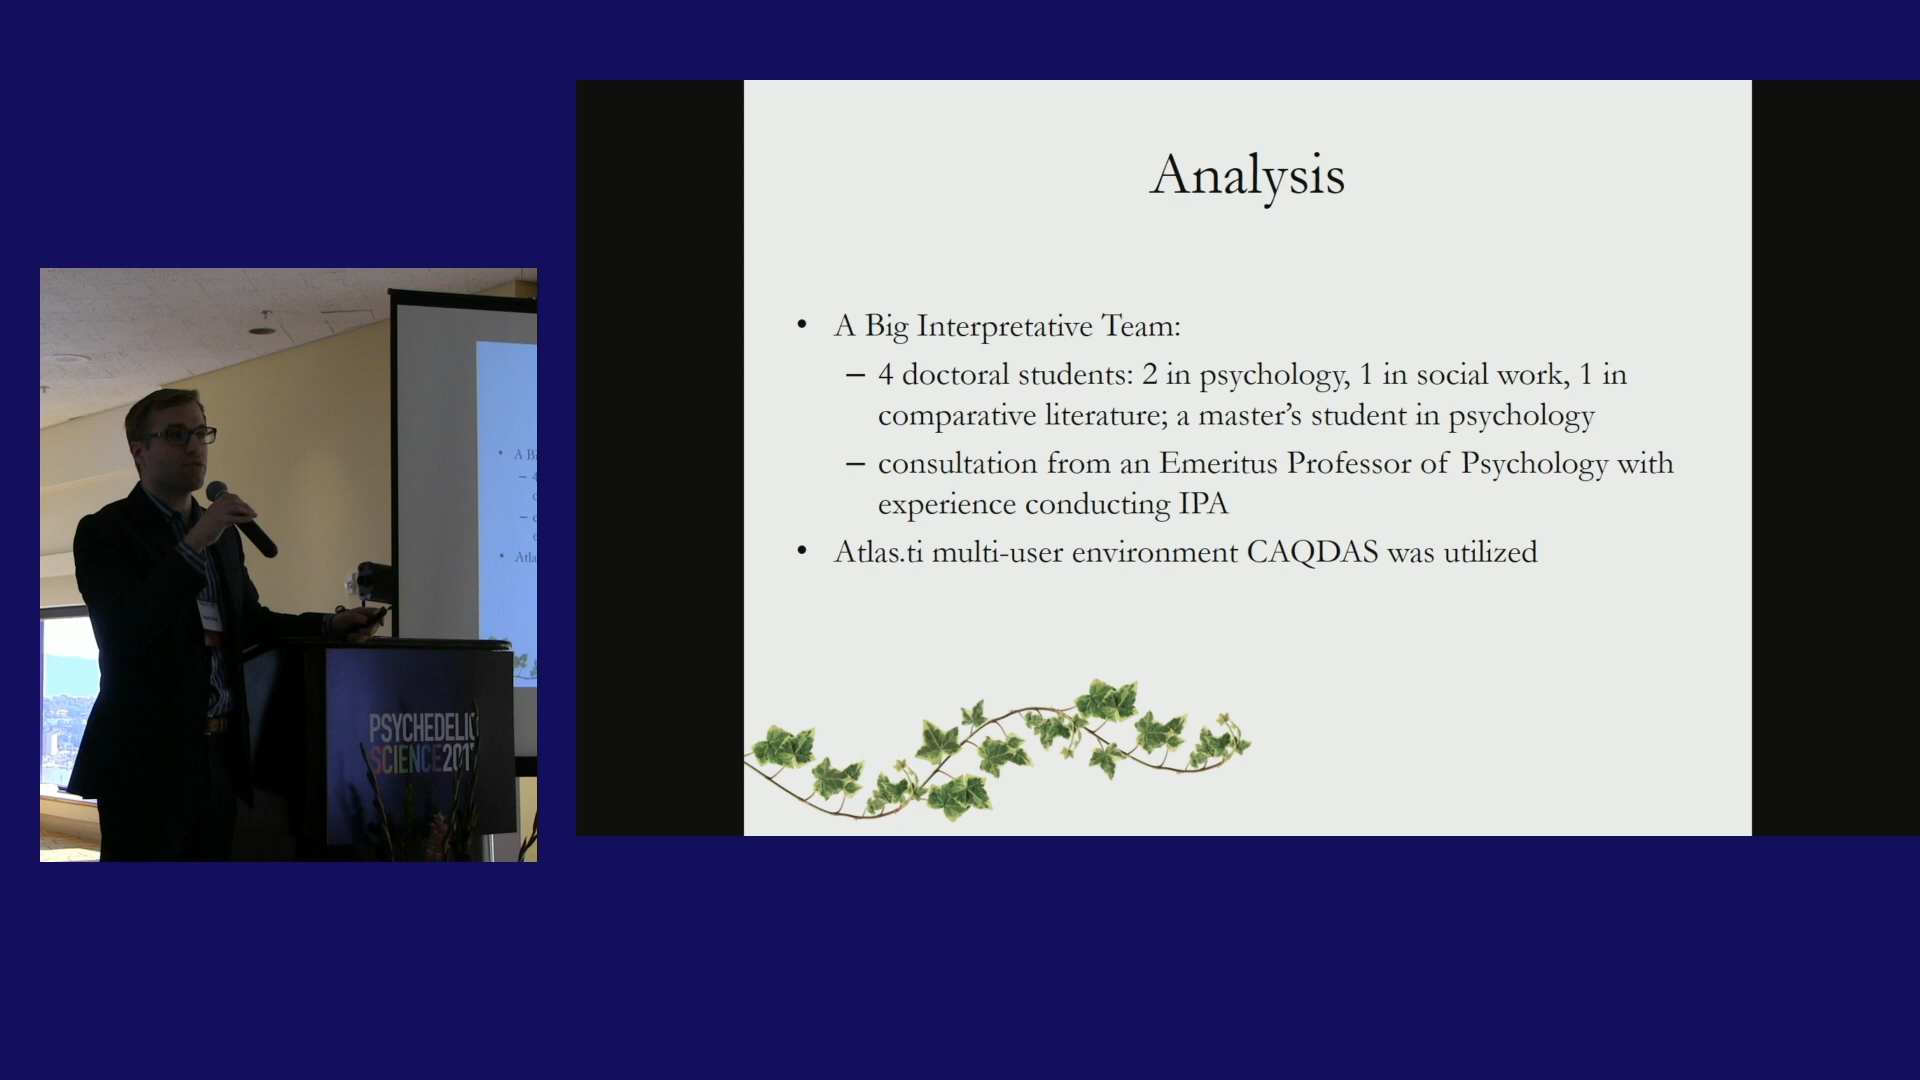 Analysis
• A Big Interpretative Team:
– 4 doctoral students: 2 in psychology, 1 in social work, 1 in
comparative literature; a master’s student in psychology
– consultation from an Emeritus Professor of Psychology with
experience conducting IPA
• Atlas.ti multi-user environment CAQDAS was utilized
• A
–
–
• Atla
PSYCHEDELIC
SCIENCE2017